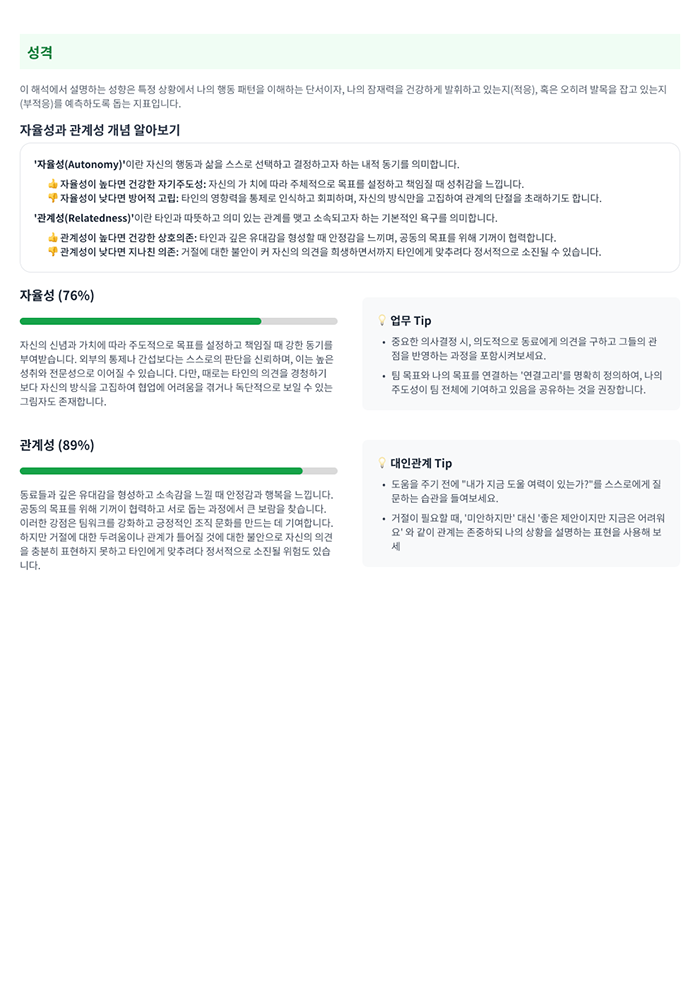 성격
이 해석에서 설명하는 성향은 특정 상황에서 나의 행동 패턴을 이해하는 단서이자, 나의 잠재력을 건강하게 발휘하고 있는지(적응), 혹은 오히려 발목을 잡고 있는지
(부적응)를 예측하도록 돕는 지표입니다.
자율성과 관계성 개념 알아보기
'자율성(Autonomy)'이란 자신의 행동과 삶을 스스로 선택하고 결정하고자 하는 내적 동기를 의미합니다.
👍 자율성이 높다면 건강한 자기주도성: 자신의 가 치에 따라 주체적으로 목표를 설정하고 책임질 때 성취감을 느낍니다.
👎 자율성이 낮다면 방어적 고립: 타인의 영향력을 통제로 인식하고 회피하며, 자신의 방식만을 고집하여 관계의 단절을 초래하기도 합니다.
'관계성(Relatedness)'이란 타인과 따뜻하고 의미 있는 관계를 맺고 소속되고자 하는 기본적인 욕구를 의미합니다.
👍 관계성이 높다면 건강한 상호의존: 타인과 깊은 유대감을 형성할 때 안정감을 느끼며, 공동의 목표를 위해 기꺼이 협력합니다.
👎 관계성이 낮다면 지나친 의존: 거절에 대한 불안이 커 자신의 의견을 희생하면서까지 타인에게 맞추려다 정서적으로 소진될 수 있습니다.
자율성 (76%)
자신의 신념과 가치에 따라 주도적으로 목표를 설정하고 책임질 때 강한 동기를
부여받습니다. 외부의 통제나 간섭보다는 스스로의 판단을 신뢰하며, 이는 높은
성취와 전문성으로 이어질 수 있습니다. 다만, 때로는 타인의 의견을 경청하기
보다 자신의 방식을 고집하여 협업에 어려움을 겪거나 독단적으로 보일 수 있는
그림자도 존재합니다.
💡 업무 Tip
• 중요한 의사결정 시, 의도적으로 동료에게 의견을 구하고 그들의 관
점을 반영하는 과정을 포함시켜보세요.
• 팀 목표와 나의 목표를 연결하는 '연결고리'를 명확히 정의하여, 나의
주도성이 팀 전체에 기여하고 있음을 공유하는 것을 권장합니다.
관계성 (89%)
동료들과 깊은 유대감을 형성하고 소속감을 느낄 때 안정감과 행복을 느낍니다.
공동의 목표를 위해 기꺼이 협력하고 서로 돕는 과정에서 큰 보람을 찾습니다.
이러한 강점은 팀워크를 강화하고 긍정적인 조직 문화를 만드는 데 기여합니다.
하지만 거절에 대한 두려움이나 관계가 틀어질 것에 대한 불안으로 자신의 의견
을 충분히 표현하지 못하고 타인에게 맞추려다 정서적으로 소진될 위험도 있습
니다.
💡 대인관계 Tip
• 도움을 주기 전에 "내가 지금 도울 여력이 있는가?"를 스스로에게 질
문하는 습관을 들여보세요.
• 거절이 필요할 때, '미안하지만' 대신 '좋은 제안이지만 지금은 어려워
요' 와 같이 관계는 존중하되 나의 상황을 설명하는 표현을 사용해 보
세